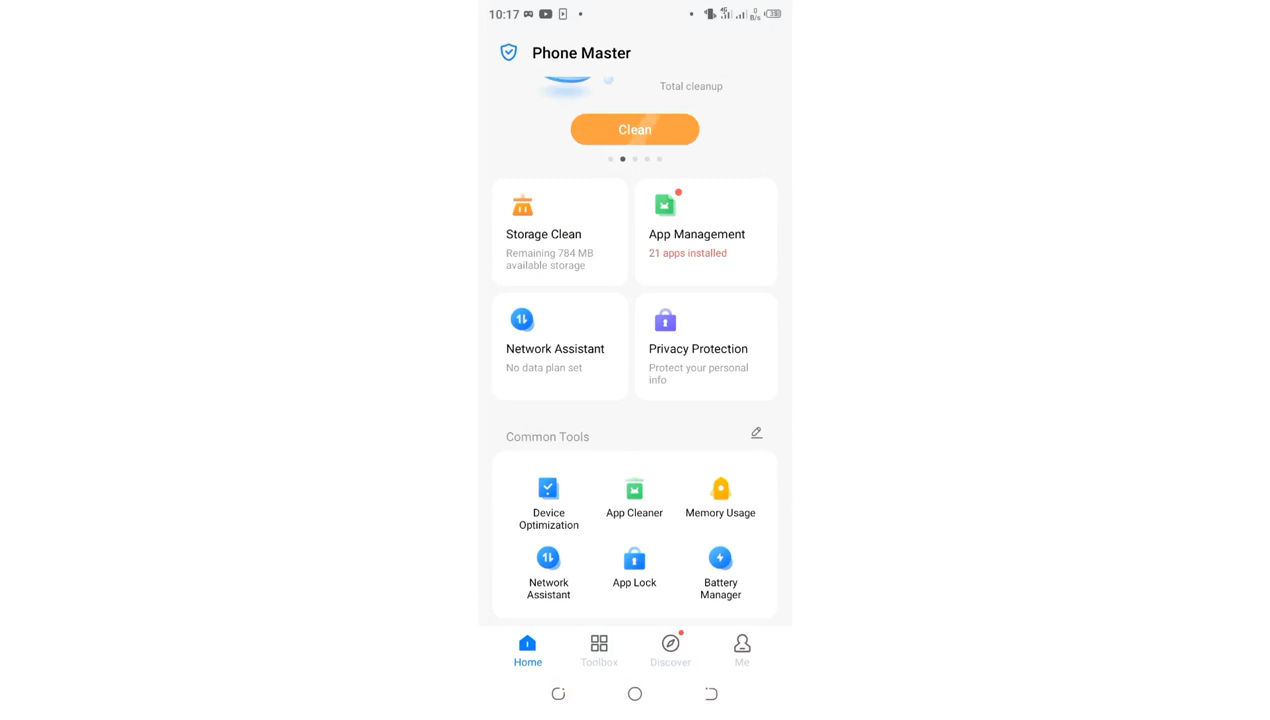 10:17
4G
0
B/s
Phone Master
Total cleanup
Clean
Storage Clean
Remaining 784 MB
available storage
App Management
21 apps installed
Network Assistant
No data plan set
Privacy Protection
Protect your personal
info
Common Tools
Device
Optimization
App Cleaner
Memory Usage
Network
Assistant
App Lock
Battery
Manager
Home
Toolbox
Discover
Me